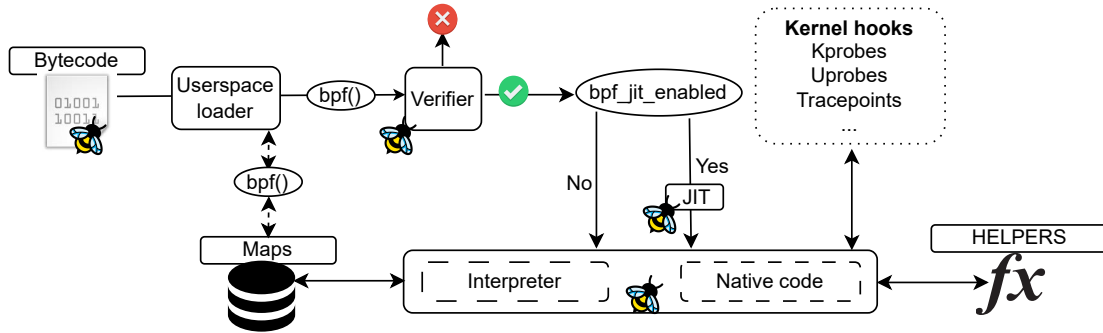 Bytecode
01001
10011
Userspace
loader
bpf()
Verifier
bpf_jit_enabled
Kernel hooks
Kprobes
Uprobes
Tracepoints
...
bpf()
No
Yes
JIT
Maps
Interpreter
Native code
HELPERS
fx